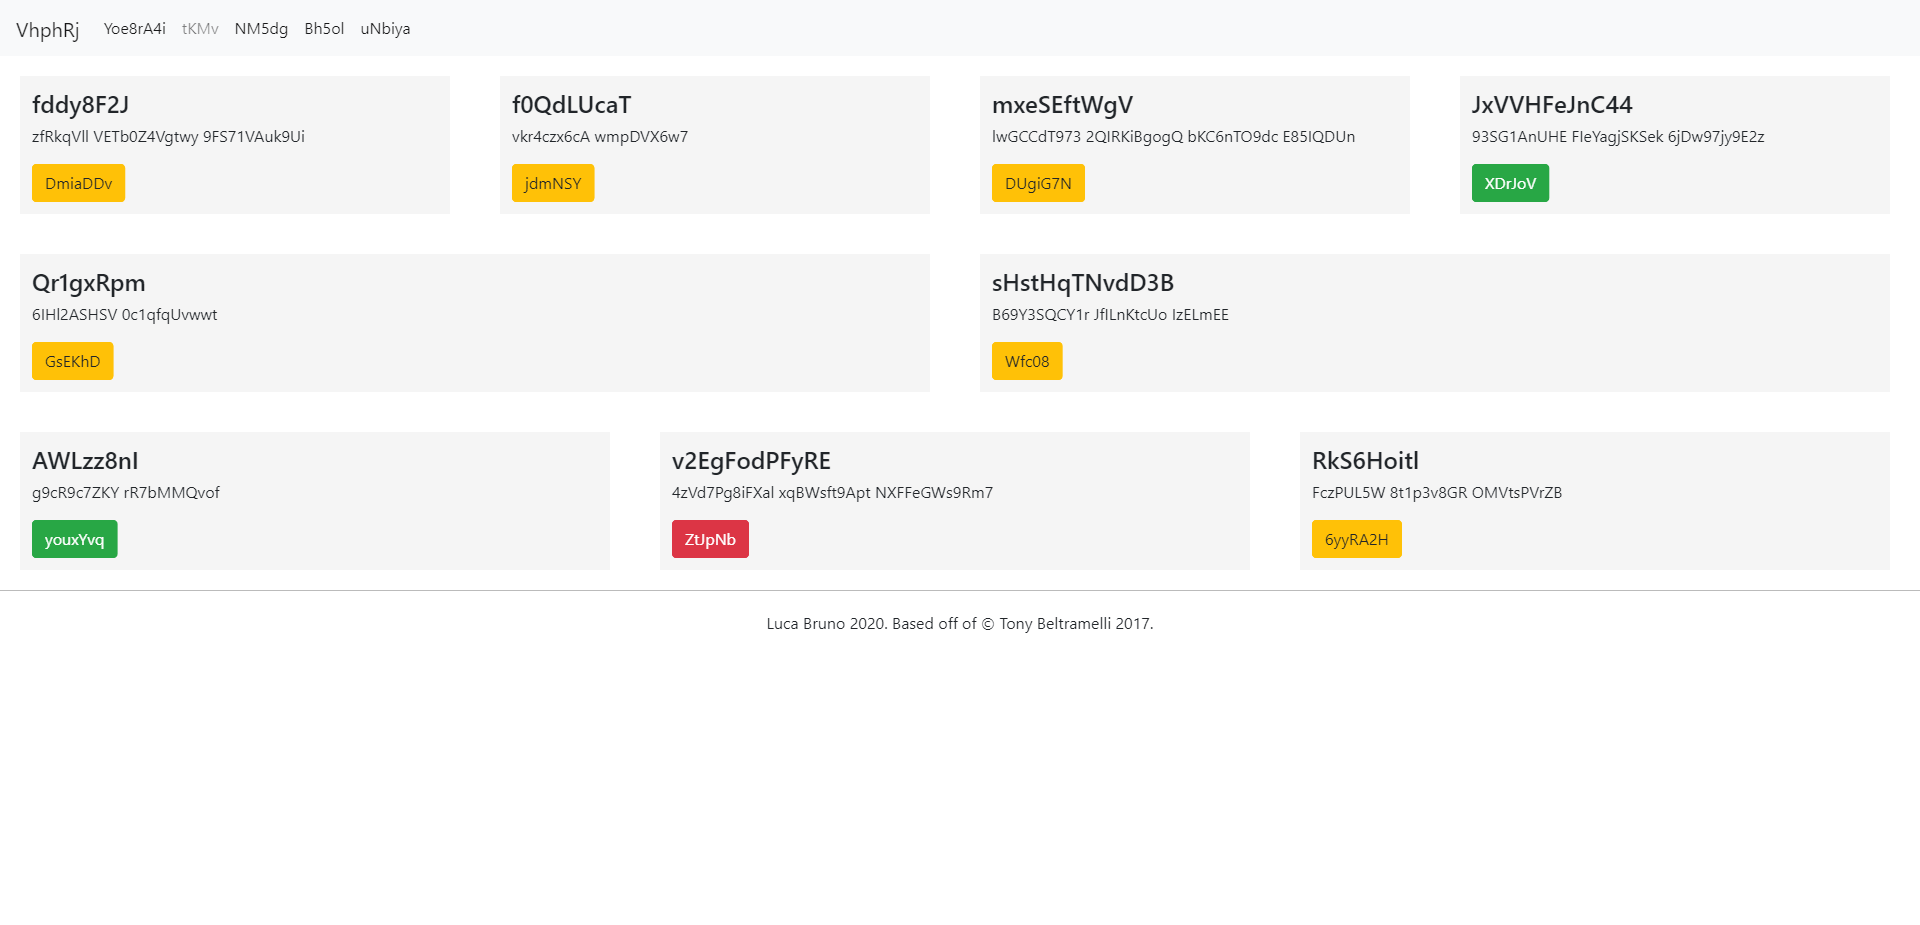 VhphRj Yoe8rA4i tKMv NM5dg Bh5ol uNbiya
fddy8F2J
zfRkqVll VETb0Z4Vgtwy 9FS71VAuk9Ui
DmiaDDv
f0QdLUcaT
vkr4czx6cA wmpDVX6w7
jdmNSY
mxeSEftWgV
lwGCCdT973 2QIRKiBgogQ bKC6nTO9dc E85IQDUn
DUgiG7N
JxVVHFeJnC44
93SG1AnUHE FIeYagjSKSek 6jDw97jy9E2z
XDrJoV
Qr1gxRpm
6IHl2ASHSV 0c1qfqUvwwt
GsEKhD
sHstHqTNvdD3B
B69Y3SQCY1r JfILnKtcUo IzELmEE
Wfc08
AWLzz8nI
g9cR9c7ZKY rR7bMMQvof
youxYvq
v2EgFodPFyRE
4zVd7Pg8iFXal xqBWsft9Apt NXFFeGWs9Rm7
ZtJpNb
RkS6Hoitl
FczPUL5W 8t1p3v8GR OMVtsPVrZB
6yyRA2H
Luca Bruno 2020. Based off of © Tony Beltramelli 2017.